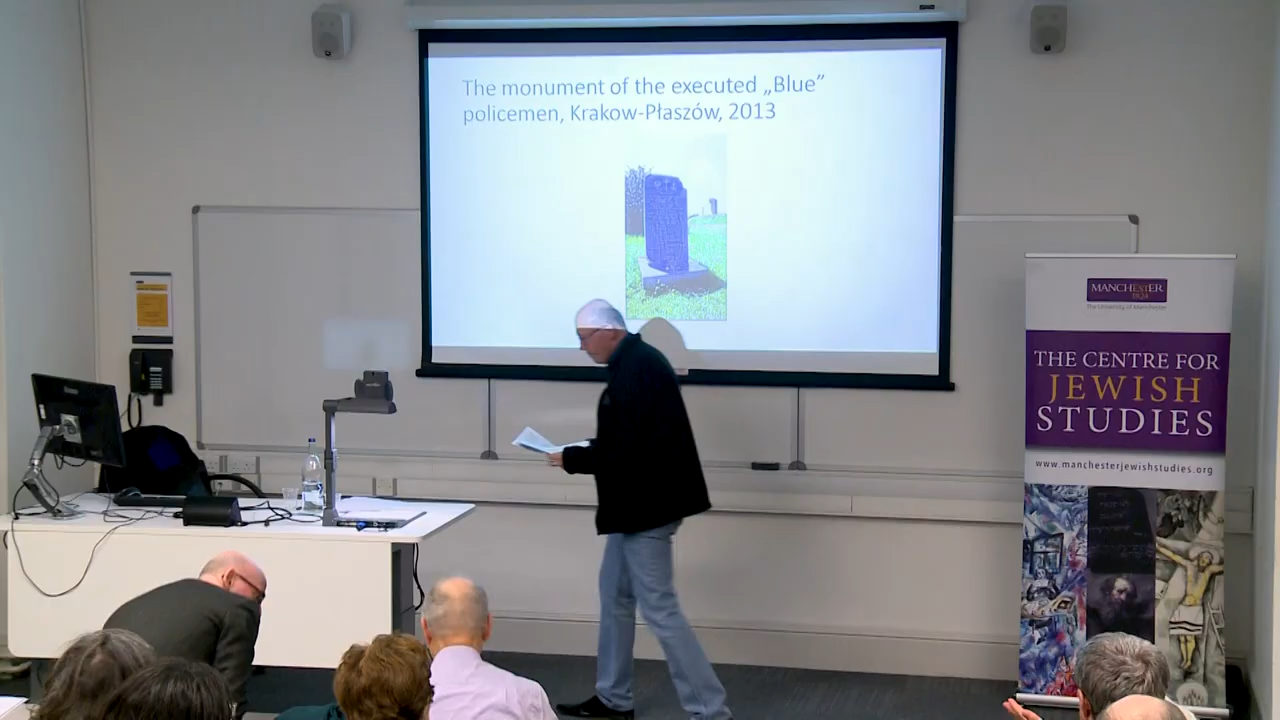 The monument of the executed „Blue”
policemen, Krakow-Płaszów, 2013
MANCHESTER
1824
The University of Manchester
THE CENTRE FOR
JEWISH
STUDIES
www.manchesterjewishstudies.org